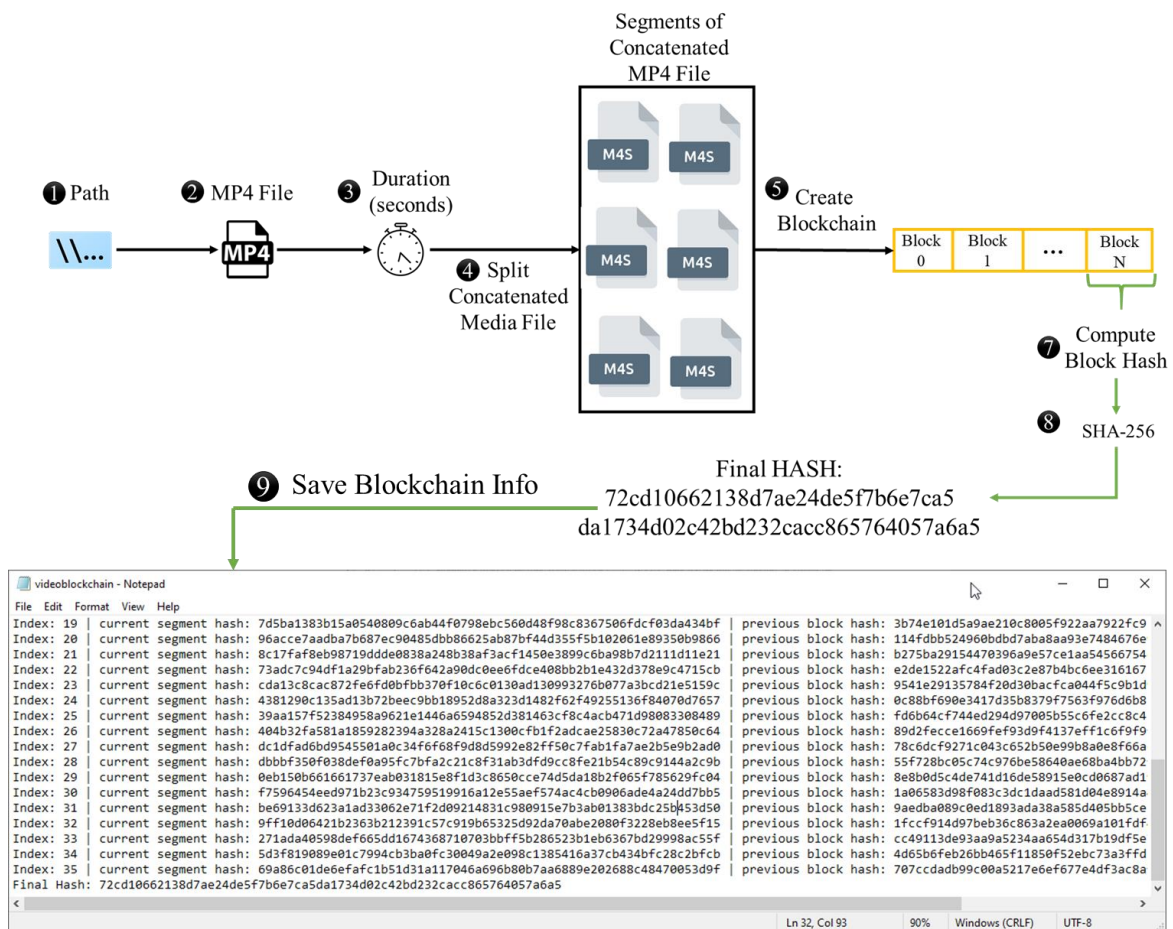 Segments of
Concatenated
MP4 File
1 Path
2 MP4 File
3 Duration
(seconds)
\\...
MP4
4 Split
Concatenated
Media File
M4S M4S
M4S M4S
M4S M4S
5 Create
Blockchain
Block 0 Block 1 ... Block N
7 Compute
Block Hash
8 SHA-256
Final HASH:
72cd10662138d7ae24de5f7b6e7ca5
da1734d02c42bd232cacc865764057a6a5
9 Save Blockchain Info
videoblockchain - Notepad
File Edit Format View Help
Index: 19 | current segment hash: 7d5ba1383b15a0540809c6ab44f0798ebc560d48f98c8367506fdcf03da434bf | previous block hash: 3b74e101d5a9ae210c8005f922aa7922fc9
Index: 20 | current segment hash: 96acce7aadba7b687ec90485dbb86625ab87bf44d355f5b102061e89350b9866 | previous block hash: 114fdbb524960bdbd7aba8aa93e7484676e
Index: 21 | current segment hash: 8c17faf8eb98719ddde0838a248b38af3acf1450e3899c6ba98b7d2111d11e21 | previous block hash: b275ba29154470396a9e57ce1aa54566754
Index: 22 | current segment hash: 73adc7c94df1a29bfab236f642a90dc0ee6fdce408bb2b1e432d378e9c4715cb | previous block hash: e2de1522afc4fad03c2e87b4bc6ee316167
Index: 23 | current segment hash: cda13c8cac872fe6fd0bfbb370f10c6c0130ad130993276b077a3bcd21e5159c | previous block hash: 9541e29135784f20d30bacfca044f5c9b1d
Index: 24 | current segment hash: 4381290c135ad13b72beec9bb18952d8a323d1482f62f49255136f84070d7657 | previous block hash: 0c88bf690e3417d35b8379f7563f976d6b8
Index: 25 | current segment hash: 39aa157f52384958a9621e1446a6594852d381463cf8c4acb471d98083308489 | previous block hash: fd6b64cf744ed294d97005b55c6fe2cc8c4
Index: 26 | current segment hash: 404b32fa581a1859282394a328a2415c1300cfb1f2adcae25830c72a47850c64 | previous block hash: 89d2fecce1669fef93d9f4137eff1c6f9f9
Index: 27 | current segment hash: dc1dfad6bd9545501a0c34f6f68f9d8d5992e82ff50c7fab1fa7ae2b5e9b2ad0 | previous block hash: 78c6dcf9271c043c652b50e99b8a0e8f66a
Index: 28 | current segment hash: dbbbf350f038def0a95fc7bfa2c21c8f31ab3dfd9cc8fe21b54c89c9144a2c9b | previous block hash: 55f728bc05c74c976be58640ae68ba4bb72
Index: 29 | current segment hash: 0eb150b661661737eab031815e8f1d3c8650cce74d5da18b2f065f785629fc04 | previous block hash: 8e8b0d5c4de741d16de58915e0cd0687ad1
Index: 30 | current segment hash: f7596454eed971b23c934759519916a12e55aef574ac4cb0906ade4a24dd7bb5 | previous block hash: 1a06583d98f083c3dc1daad581d04e8914a
Index: 31 | current segment hash: be69133d623a1ad33062e71f2d09214831c980915e7b3ab01383bdc25b453d50 | previous block hash: 9aedba089c0ed1893ada38a585d405bb5ce
Index: 32 | current segment hash: 9ff10d06421b2363b212391c57c919b65325d92da70abe2080f3228eb8ee5f15 | previous block hash: 1fccf914d97beb36c863a2ea0069a101fdf
Index: 33 | current segment hash: 271ada40598def665dd1674368710703bbff5b286523b1eb6367bd29998ac55f | previous block hash: cc49113de93aa9a5234aa654d317b19df5e
Index: 34 | current segment hash: 5d3f819089e01c7994cb3ba0fc30049a2e098c1385416a37cb434bfc28c2bfcb | previous block hash: 4d65b6feb26bb465f11850f52ebc73a3ffd
Index: 35 | current segment hash: 69a86c01de6efafc1b51d31a117046a696b80b7aa6889e202688c48470053d9f | previous block hash: 707ccdadb99c00a5217e6ef677e4df3ac8a
Final Hash: 72cd10662138d7ae24de5f7b6e7ca5da1734d02c42bd232cacc865764057a6a5
Ln 32, Col 93 90% Windows (CRLF) UTF-8